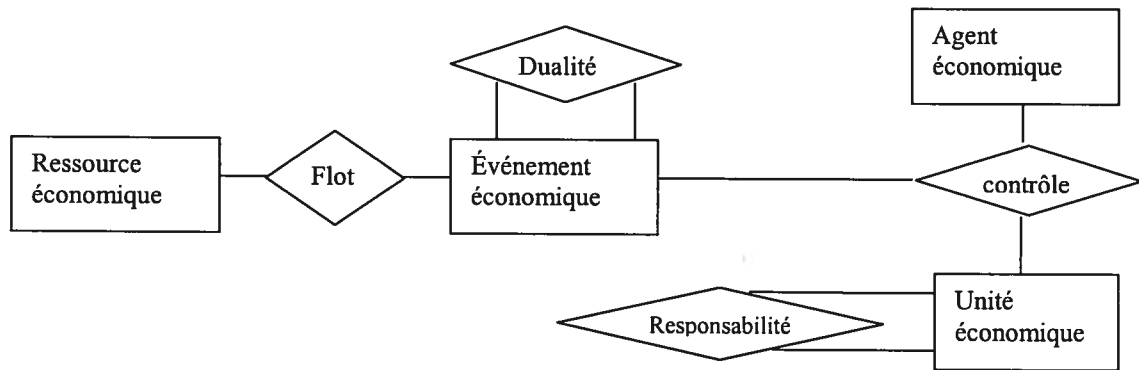 Agent
économique
Dualité
Ressource
économique
Flot
Événement
économique
contrôle
Responsabilité
Unité
économique